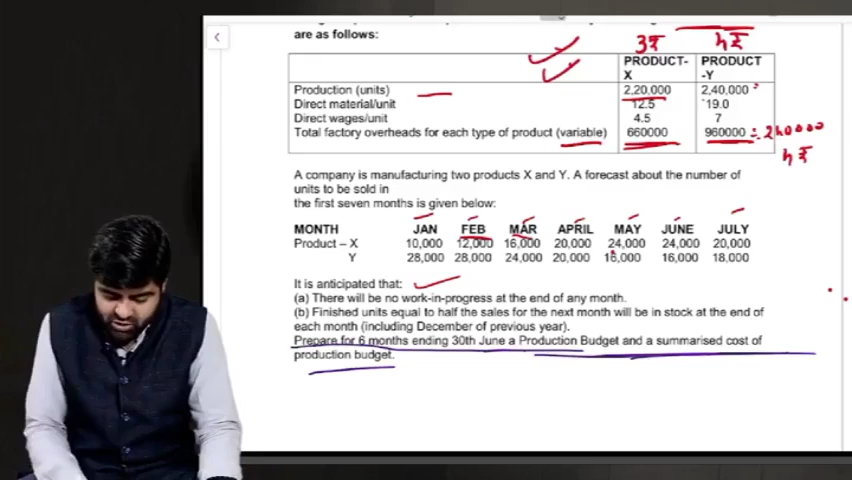 are as follows:
3₹ 4₹
PRODUCT-X PRODUCT-Y
Production (units) 2,20,000 2,40,000
Direct material/unit 12.5 19.0
Direct wages/unit 4.5 7
Total factory overheads for each type of product (variable) 660000 960000 ÷ 240000
4₹
A company is manufacturing two products X and Y. A forecast about the number of
units to be sold in
the first seven months is given below:
MONTH JAN FEB MAR APRIL MAY JUNE JULY
Product – X 10,000 12,000 16,000 20,000 24,000 24,000 20,000
Y 28,000 28,000 24,000 20,000 16,000 16,000 18,000
It is anticipated that:
(a) There will be no work-in-progress at the end of any month.
(b) Finished units equal to half the sales for the next month will be in stock at the end of
each month (including December of previous year).
Prepare for 6 months ending 30th June a Production Budget and a summarised cost of
production budget.